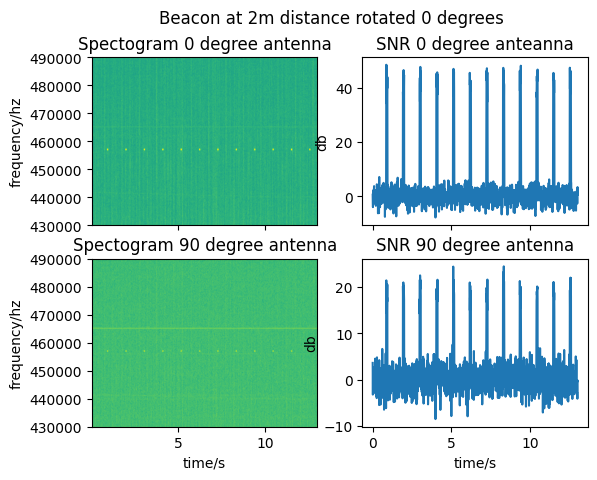 Beacon at 2m distance rotated 0 degrees
Spectogram 0 degree antenna
SNR 0 degree anteanna
490000
480000
470000
460000
450000
440000
430000
frequency/hz
40
20
0
db
Spectogram 90 degree antenna
SNR 90 degree antenna
490000
480000
470000
460000
450000
440000
430000
frequency/hz
5
10
time/s
20
10
0
−10
db
0
5
10
time/s